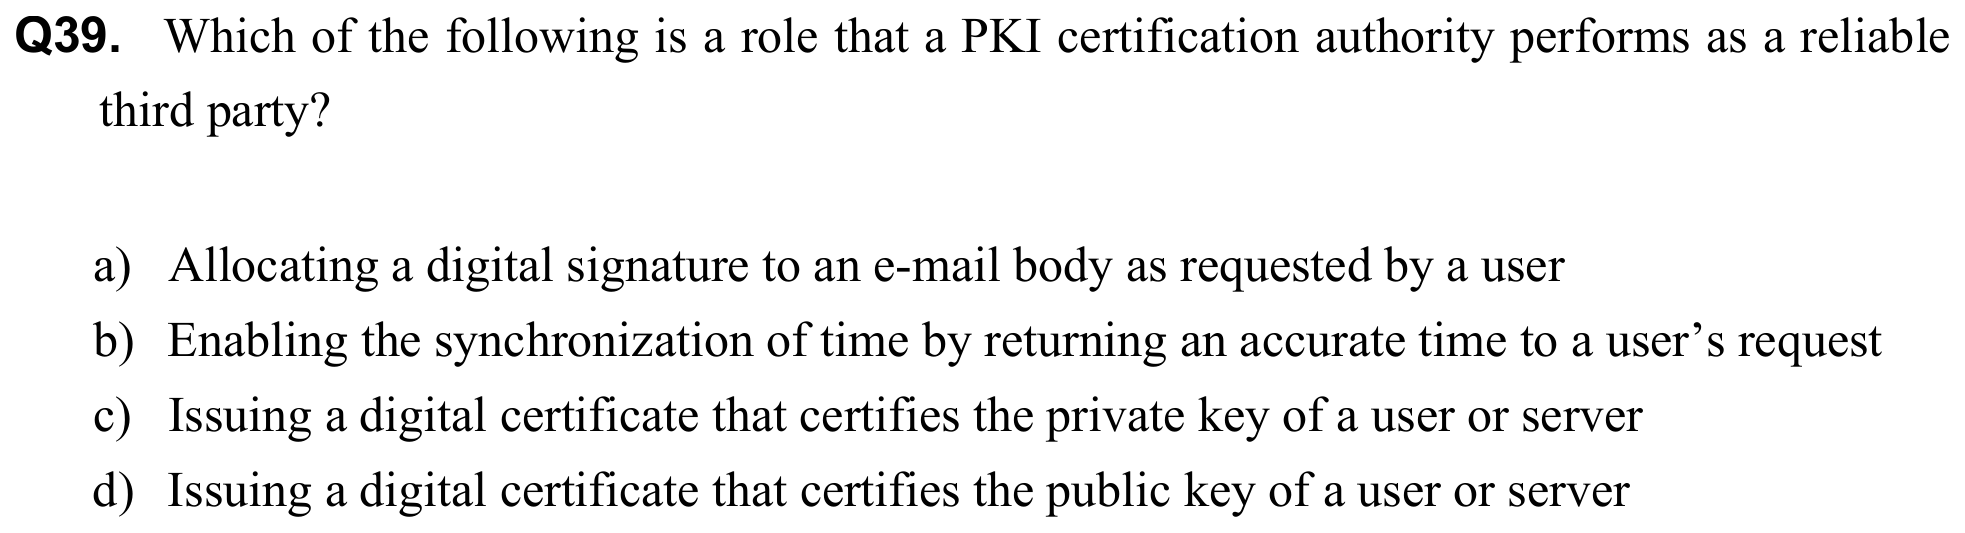 Q39. Which of the following is a role that a PKI certification authority performs as a reliable
third party?
a) Allocating a digital signature to an e-mail body as requested by a user
b) Enabling the synchronization of time by returning an accurate time to a user’s request
c) Issuing a digital certificate that certifies the private key of a user or server
d) Issuing a digital certificate that certifies the public key of a user or server